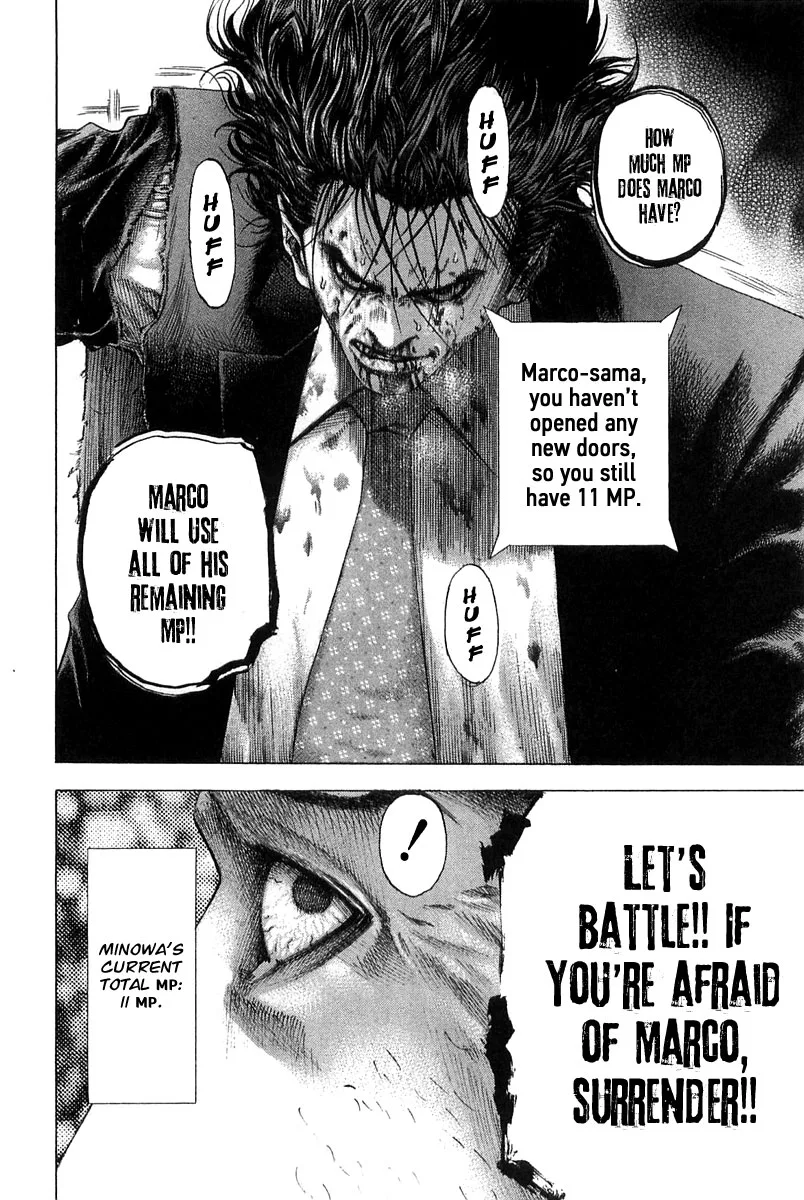 HOW
MUCH MP
DOES MARCO
HAVE?
HUFF
HUFF
Marco-sama,
you haven't
opened any
new doors,
so you still
have 11 MP.
MARCO
WILL USE
ALL OF HIS
REMAINING
MP!!
HUFF
!
LET'S
BATTLE!! IF
YOU'RE AFRAID
OF MARCO,
SURRENDER!!
MINOWA'S
CURRENT
TOTAL MP:
11 MP.